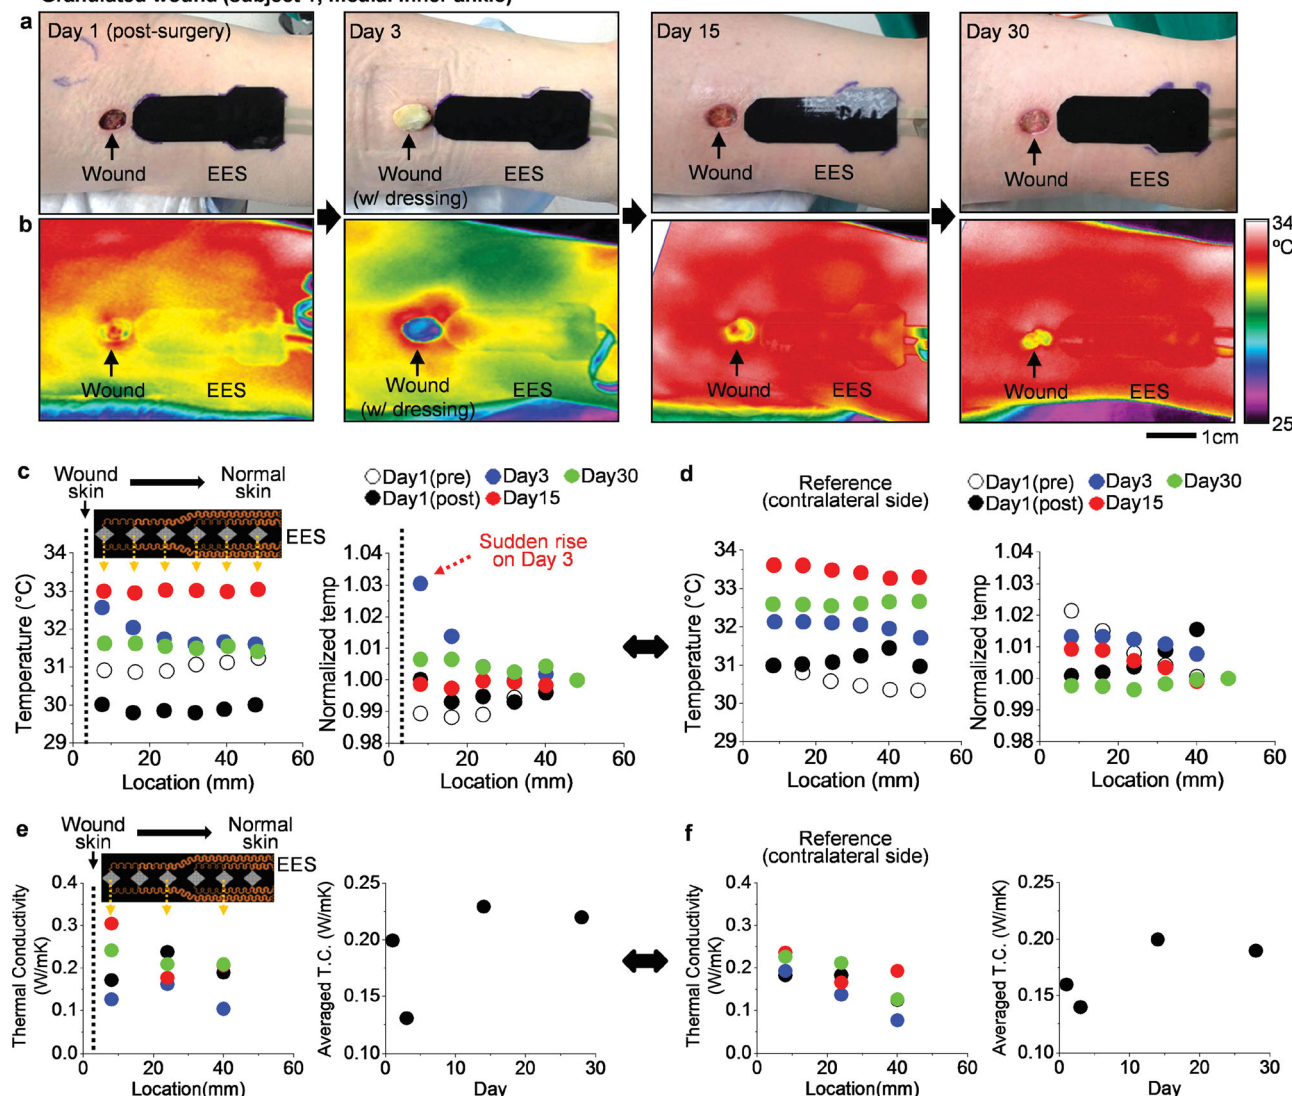 Granulated wound (subject 1, medial inner ankle)
a
Day 1 (post-surgery)
Day 3
Day 15
Day 30
Wound
EES
Wound
(w/ dressing)
EES
Wound
EES
Wound
EES
b
Wound
EES
Wound
(w/ dressing)
EES
Wound
EES
Wound
EES
34
ºC
25
1cm
c
Wound
skin
Normal
skin
EES
Temperature (°C)
34
33
32
31
30
29
0
20
40
60
Location (mm)
Day1(pre)
Day3
Day30
Day1(post)
Day15
Sudden rise
on Day 3
Normalized temp
1.04
1.03
1.02
1.01
1.00
0.99
0.98
0
20
40
60
Location (mm)
d
Reference
(contralateral side)
Temperature (°C)
34
33
32
31
30
29
0
20
40
60
Location (mm)
Day1(pre)
Day3
Day30
Day1(post)
Day15
Normalized temp
1.04
1.03
1.02
1.01
1.00
0.99
0.98
0
20
40
60
Location (mm)
e
Wound
skin
Normal
skin
EES
Thermal Conductivity
(W/mK)
0.4
0.3
0.2
0.1
0.0
0
20
40
60
Location(mm)
Averaged T.C. (W/mK)
0.25
0.20
0.15
0.10
0
10
20
30
Day
f
Reference
(contralateral side)
Thermal Conductivity
(W/mK)
0.4
0.3
0.2
0.1
0.0
0
20
40
60
Location (mm)
Averaged T.C. (W/mK)
0.25
0.20
0.15
0.10
0
10
20
30
Day